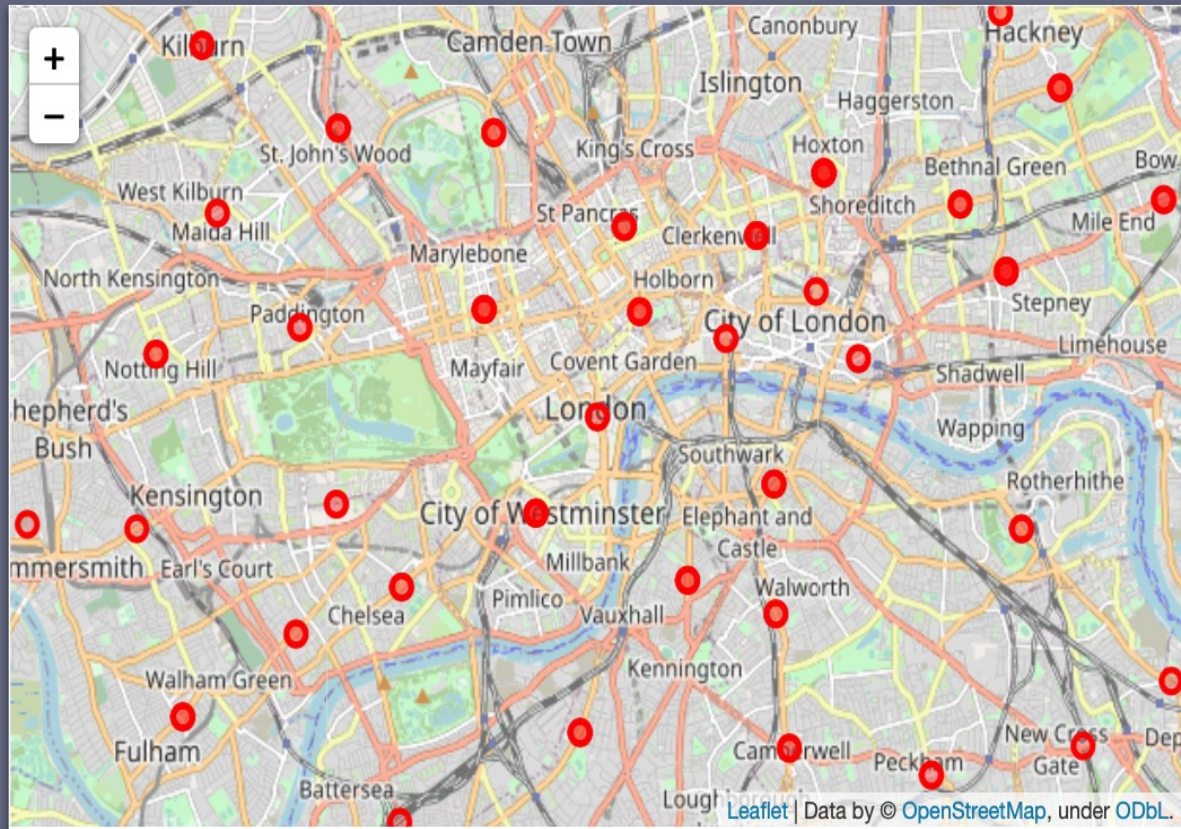 +
−
Kilburn
Camden Town
Canonbury
Hackney
Islington
Haggerston
St. John's Wood
King's Cross
Hoxton
Bethnal Green
Bow
West Kilburn
St Pancras
Shoreditch
Mile End
Maida Hill
Clerkenwell
Marylebone
North Kensington
Holborn
Stepney
Paddington
City of London
Limehouse
Notting Hill
Mayfair
Covent Garden
Shadwell
hepherd's
Bush
London
Wapping
Southwark
Rotherhithe
Kensington
City of Westminster
Elephant and
Castle
mmersmith
Earl's Court
Millbank
Walworth
Chelsea
Pimlico
Vauxhall
Walham Green
Kennington
Fulham
Camberwell
Peckham
New Cross
Gate
Dep
Battersea
Loughborough
Leaflet | Data by © OpenStreetMap, under ODbL.